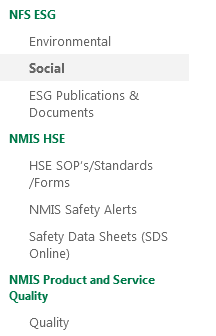 NFS ESG
Environmental
Social
ESG Publications &
Documents
NMIS HSE
HSE SOP's/Standards
/Forms
NMIS Safety Alerts
Safety Data Sheets (SDS
Online)
NMIS Product and Service
Quality
Quality